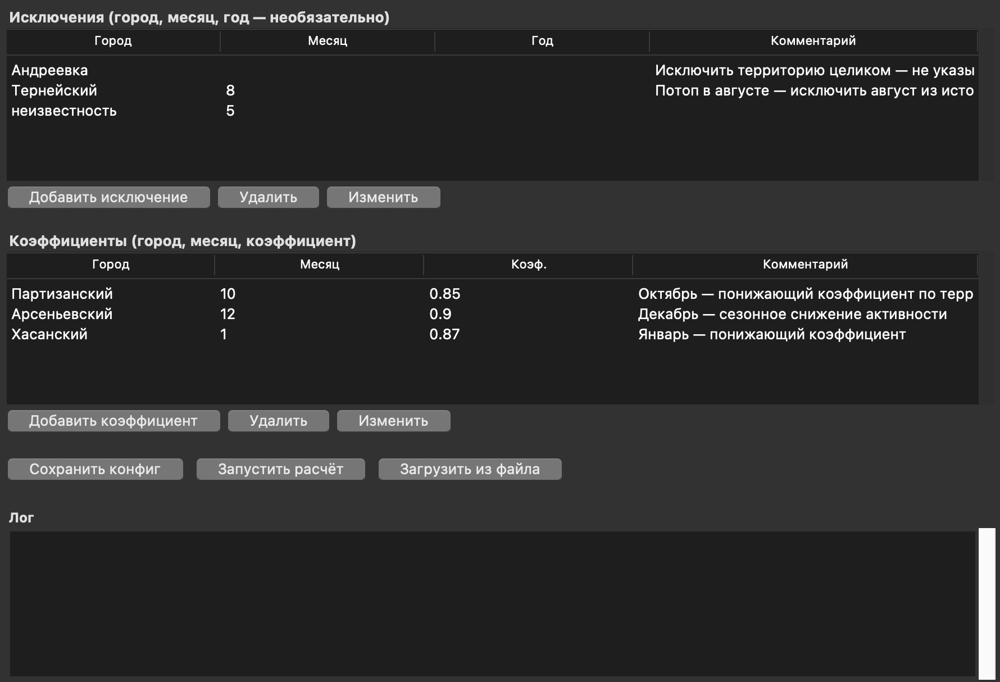 Исключения (город, месяц, год — необязательно)
Город Месяц Год Комментарий
Андреевка Исключить территорию целиком — не указы
Тернейский 8 Потоп в августе — исключить август из исто
неизвестность 5
Добавить исключение Удалить Изменить
Коэффициенты (город, месяц, коэффициент)
Город Месяц Коэф. Комментарий
Партизанский 10 0.85 Октябрь — понижающий коэффициент по терр
Арсеньевский 12 0.9 Декабрь — сезонное снижение активности
Хасанский 1 0.87 Январь — понижающий коэффициент
Добавить коэффициент Удалить Изменить
Сохранить конфиг Запустить расчёт Загрузить из файла
Лог